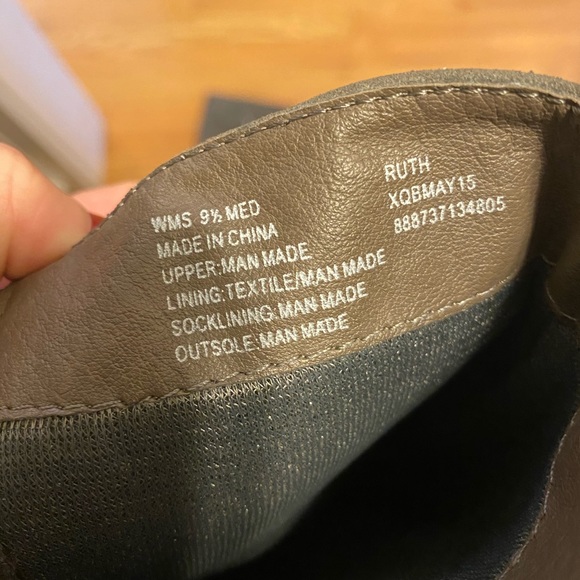 WMS 9½ MED
MADE IN CHINA
UPPER:MAN MADE
LINING:TEXTILE/MAN MADE
SOCKLINING:MAN MADE
OUTSOLE:MAN MADE
RUTH
XQBMAY15
888737134805